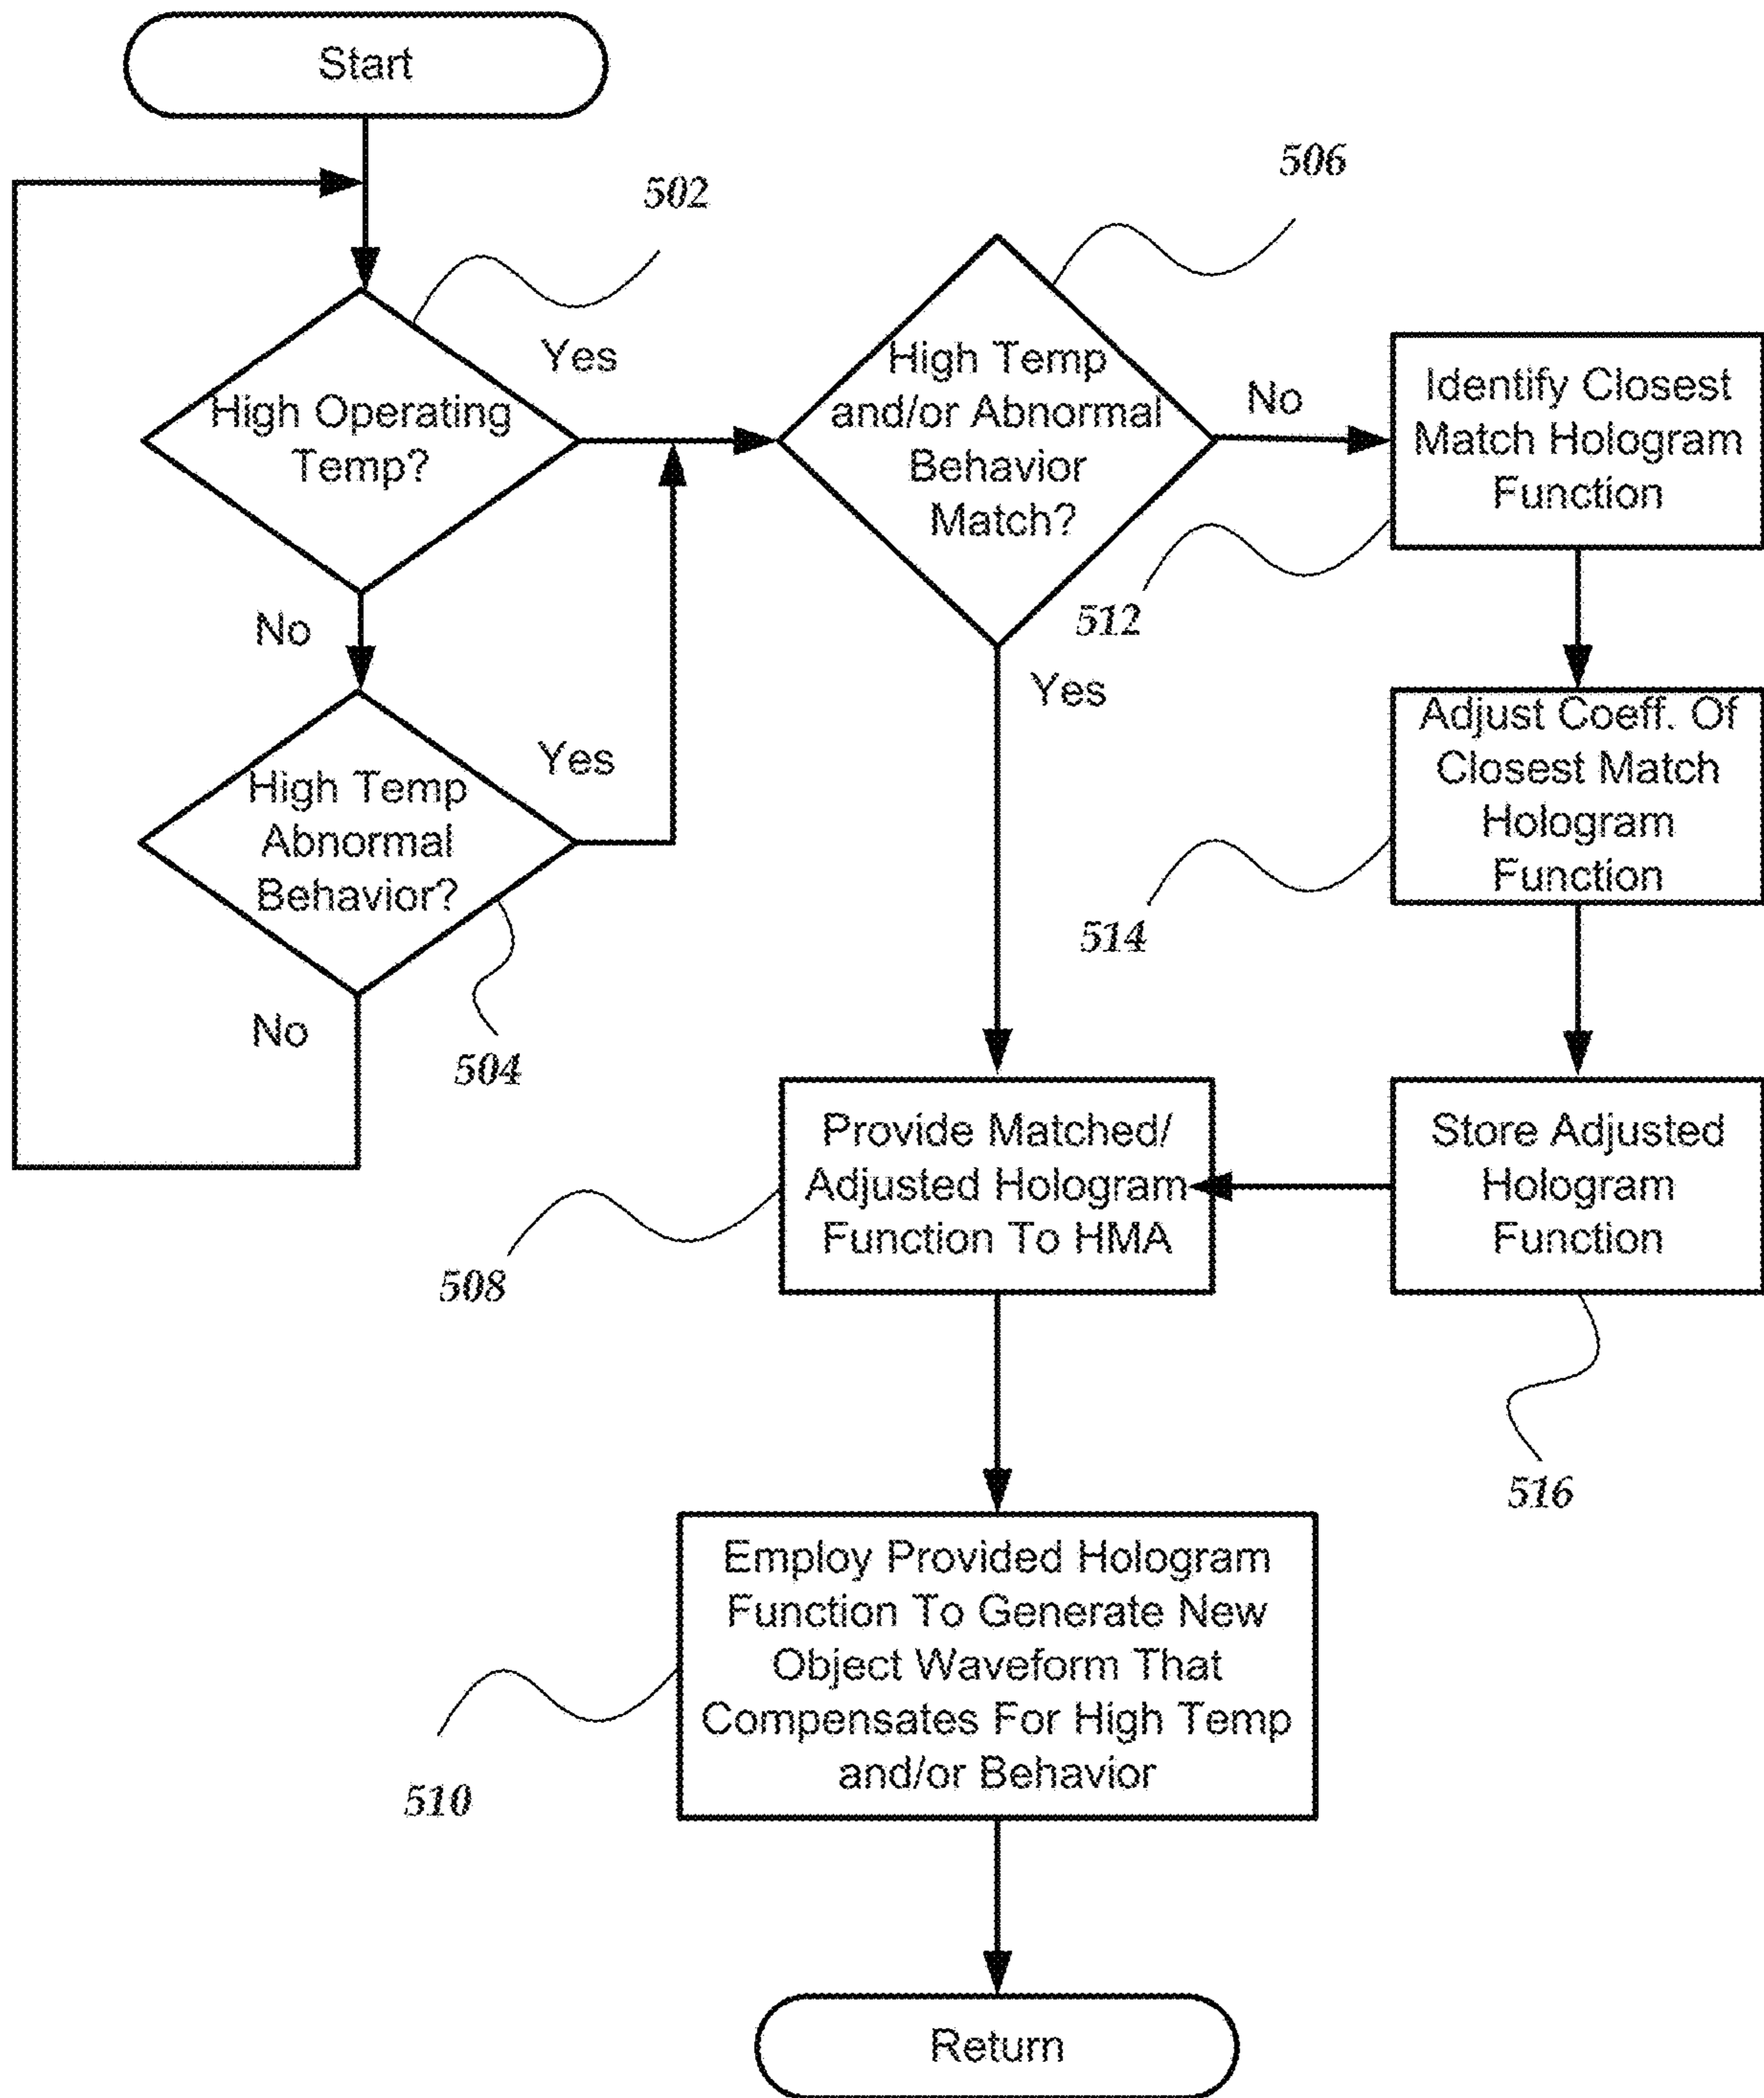 Start
506
502
Yes
High Operating
Temp?
No
High Temp
and/or Abnormal
Behavior
Match?
No
Identify Closest
Match Hologram
Function
512
Yes
High Temp
Abnormal
Behavior?
Yes
No
504
Adjust Coeff. Of
Closest Match
Hologram
Function
514
Provide Matched/
Adjusted Hologram
Function To HMA
508
Store Adjusted
Hologram
Function
516
Employ Provided Hologram
Function To Generate New
Object Waveform That
Compensates For High Temp
and/or Behavior
510
Return